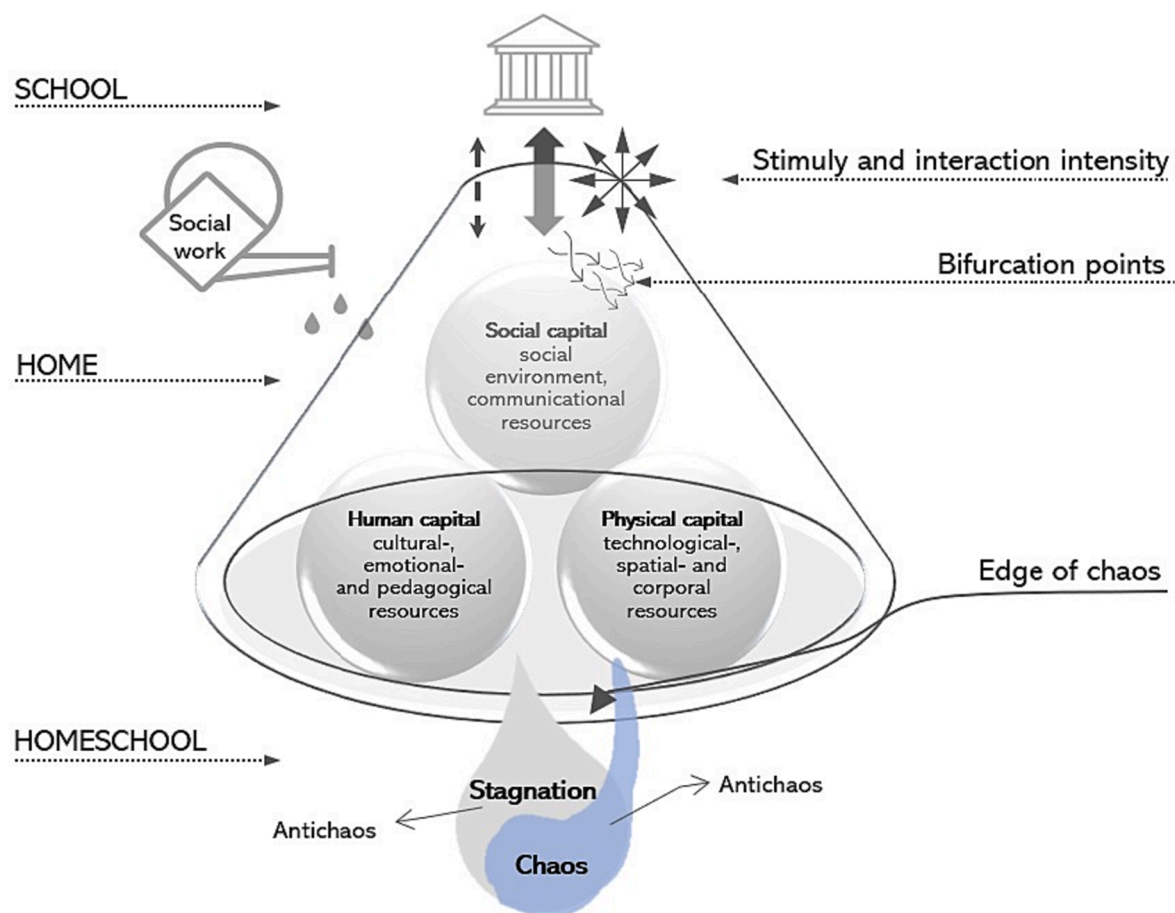 SCHOOL
Stimuly and interaction intensity
Social
work
Bifurcation points
Social capital
social
environment,
communicational
resources
HOME
Human capital
cultural-,
emotional-
and pedagogical
resources
Physical capital
technological-,
spatial- and
corporal
resources
Edge of chaos
HOMESCHOOL
Stagnation
Antichaos
Antichaos
Chaos